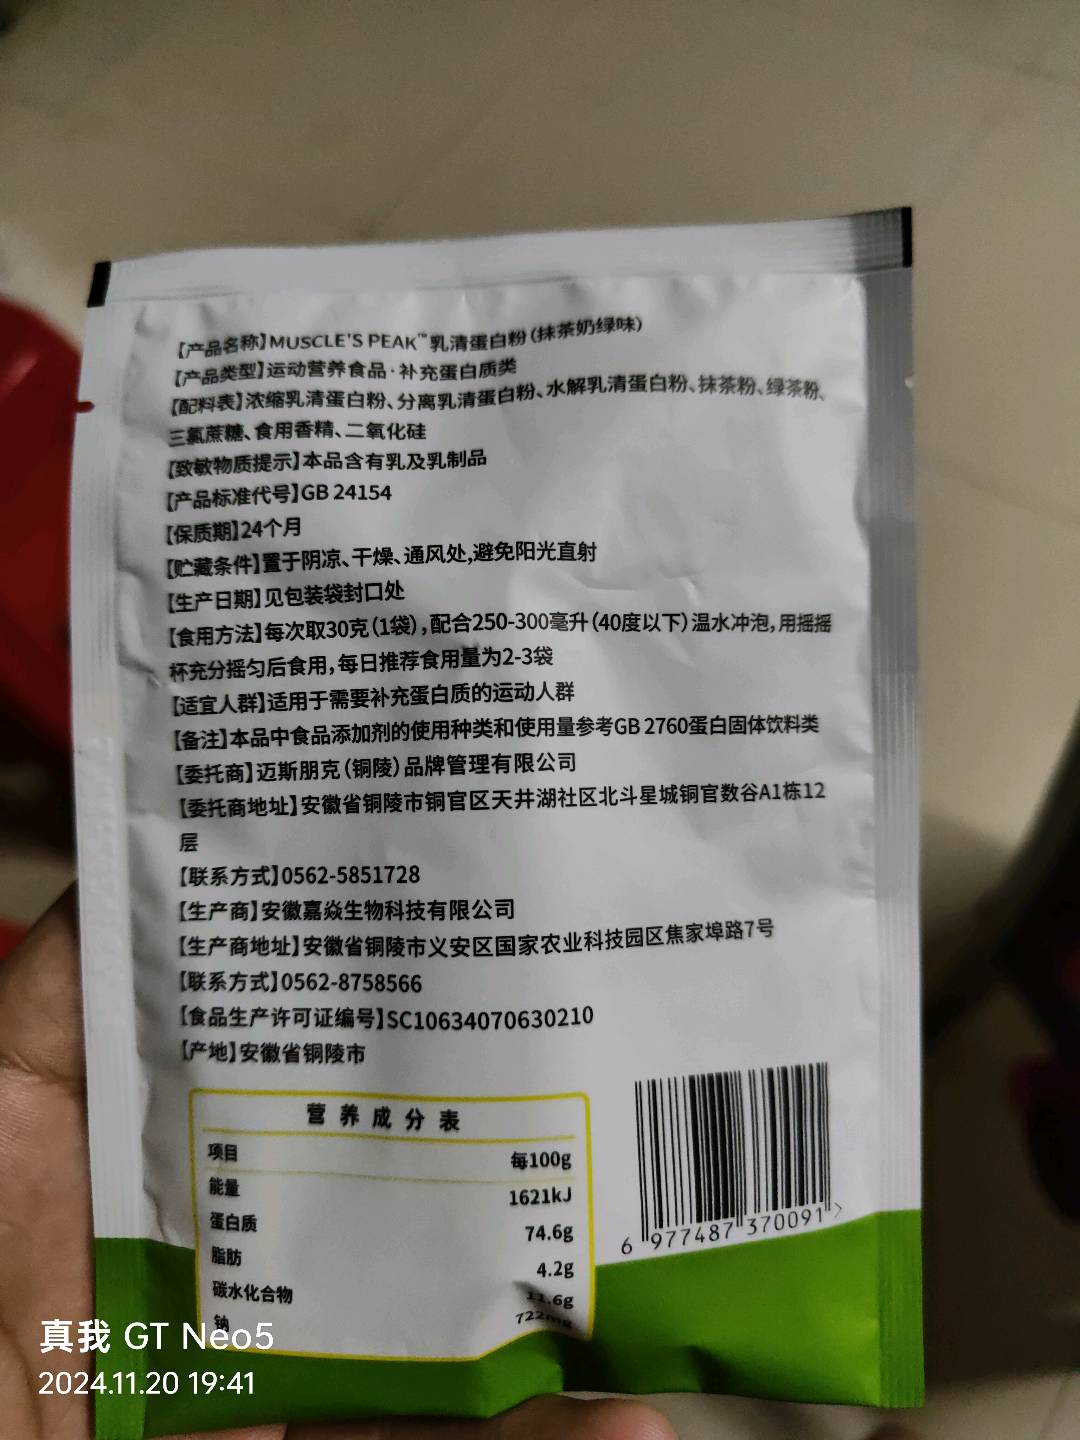 【产品名称】MUSCLE'S PEAK™乳清蛋白粉(抹茶奶绿味)
【产品类型】运动营养食品·补充蛋白质类
【配料表】浓缩乳清蛋白粉、分离乳清蛋白粉、水解乳清蛋白粉、抹茶粉、绿茶粉、
三氯蔗糖、食用香精、二氧化硅
【致敏物质提示】本品含有乳及乳制品
【产品标准代号】GB 24154
【保质期】24个月
【贮藏条件】置于阴凉、干燥、通风处,避免阳光直射
【生产日期】见包装袋封口处
【食用方法】每次取30克(1袋),配合250-300毫升(40度以下)温水冲泡,用摇摇
杯充分摇匀后食用,每日推荐食用量为2-3袋
【适宜人群】适用于需要补充蛋白质的运动人群
【备注】本品中食品添加剂的使用种类和使用量参考GB 2760蛋白固体饮料类
【委托商】迈斯朋克(铜陵)品牌管理有限公司
【委托商地址】安徽省铜陵市铜官区天井湖社区北斗星城铜官数谷A1栋12
层
【联系方式】0562-5851728
【生产商】安徽嘉焱生物科技有限公司
【生产商地址】安徽省铜陵市义安区国家农业科技园区焦家埠路7号
【联系方式】0562-8758566
【食品生产许可证编号】SC10634070630210
【产地】安徽省铜陵市
营养成分表
项目 每100g
能量 1621kJ
蛋白质 74.6g
脂肪 4.2g
碳水化合物 11.6g
钠 722mg
6 977487 370091 >
真我 GT Neo5
2024.11.20 19:41